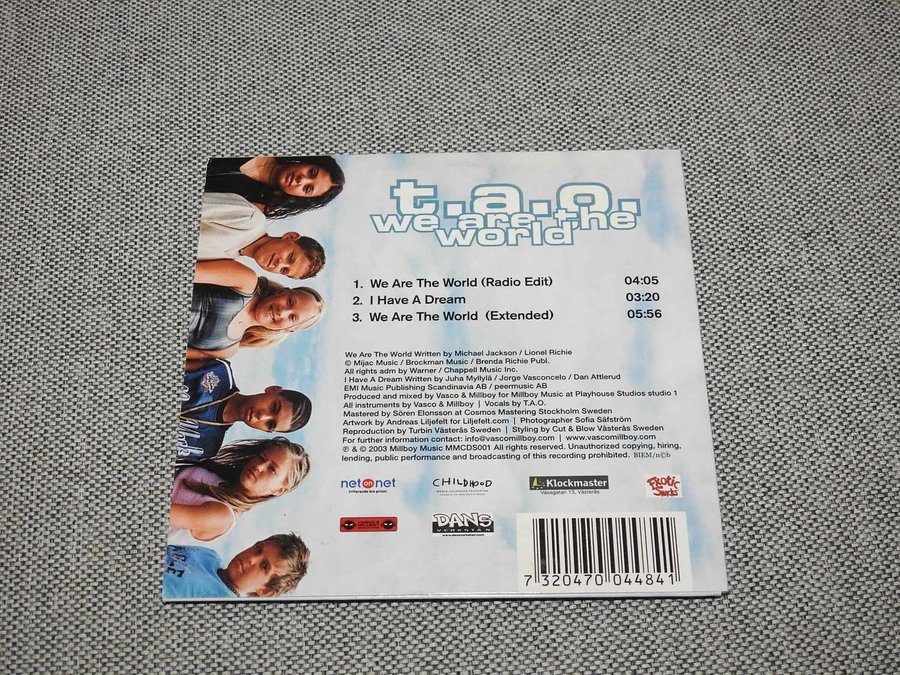 t.a.o.
we are the
world
1. We Are The World (Radio Edit) 04:05
2. I Have A Dream 03:20
3. We Are The World (Extended) 05:56
We Are The World Written by Michael Jackson / Lionel Richie
© Mijac Music / Brockman Music / Brenda Richie Publ.
All rights adm by Warner / Chappell Music Inc.
I Have A Dream Written by Juha Myllylä / Jorge Vasconcelo / Dan Attlerud
EMI Music Publishing Scandinavia AB / peermusic AB
Produced and mixed by Vasco & Millboy for Millboy Music at Playhouse Studios studio 1
All instruments by Vasco & Millboy | Vocals by T.A.O.
Mastered by Sören Elonsson at Cosmos Mastering Stockholm Sweden
Artwork by Andreas Liljefelt for Liljefelt.com | Photographer Sofia Säfström
Reproduction by Turbin Västerås Sweden | Styling by Cut & Blow Västerås Sweden
For further information contact: info@vascomillboy.com | www.vascomillboy.com
℗ & © 2003 Millboy Music MMCDS001 All rights reserved. Unauthorized copying, hiring,
lending, public performance and broadcasting of this recording prohibited. BIEM/n©b
net on net
CHILDHOOD
WORLD CHILDHOOD FOUNDATION
Klockmaster
Vasagatan 13, Västerås
Exotic
Snacks
DANS
7 320470 044841